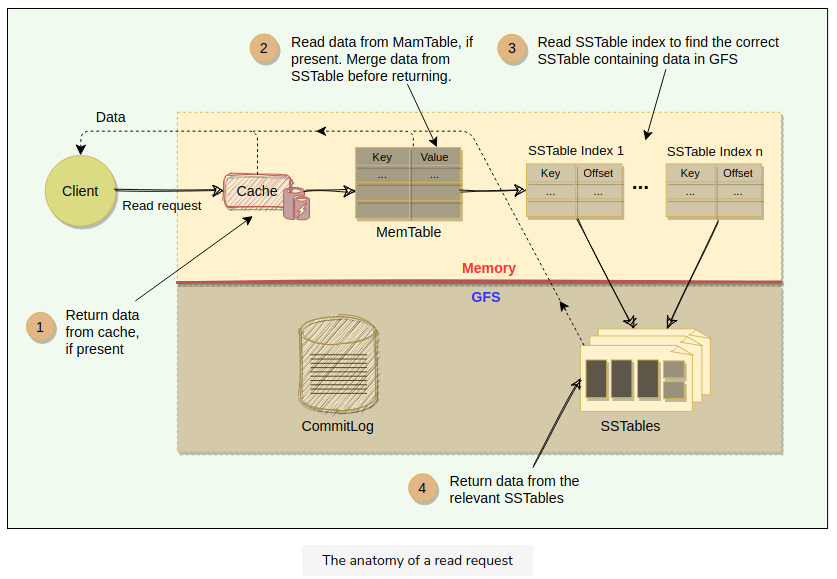 2
Read data from MamTable, if
present. Merge data from
SSTable before returning.
3
Read SSTable index to find the correct
SSTable containing data in GFS
Data
Client
Read request
Cache
Key Value
... ...
MemTable
SSTable Index 1
Key Offset
... ...
...
SSTable Index n
Key Offset
... ...
Memory
GFS
1
Return data
from cache,
if present
CommitLog
SSTables
4
Return data from the
relevant SSTables
The anatomy of a read request